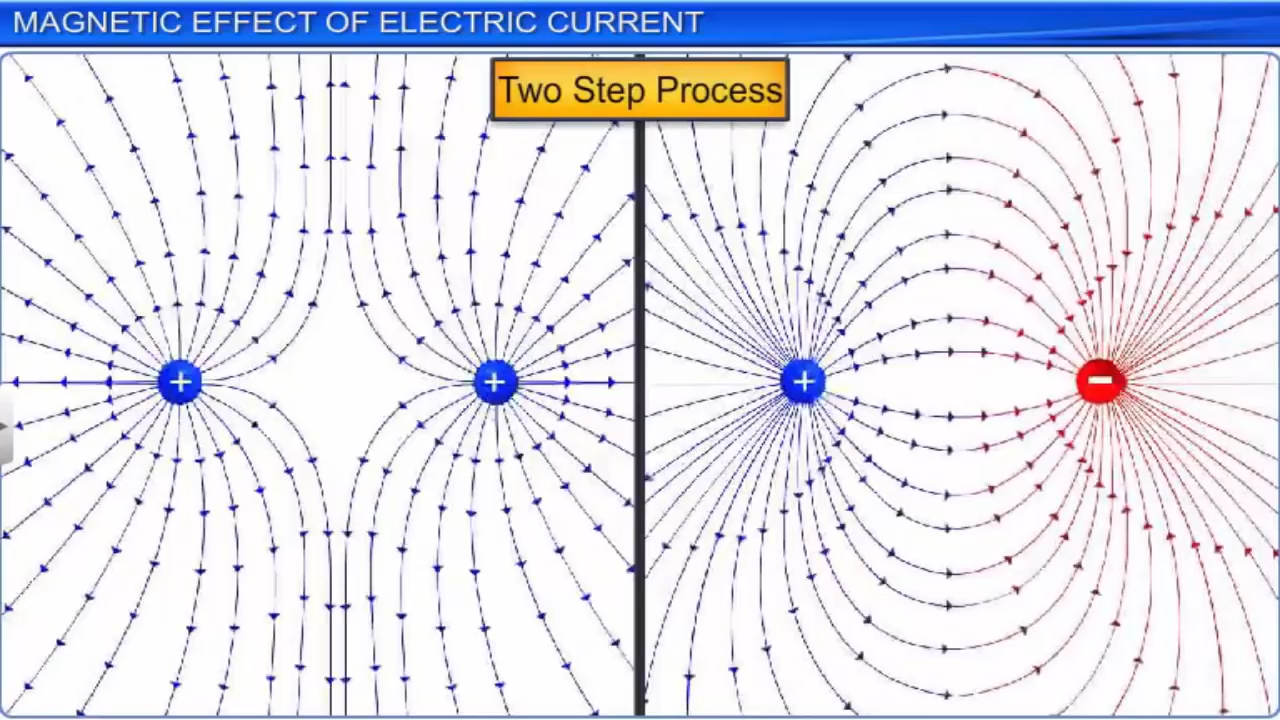 MAGNETIC EFFECT OF ELECTRIC CURRENT
Two Step Process
+
+
+
−